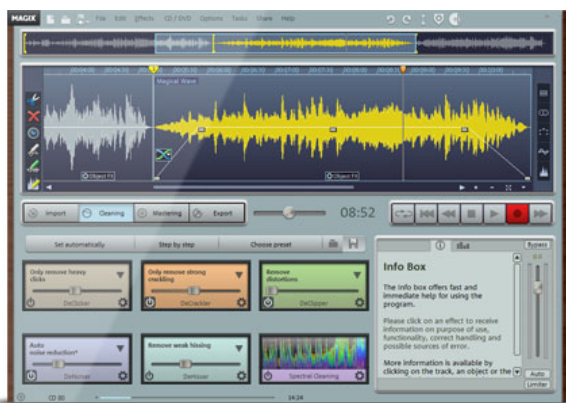 MAGIX
File Edit Effects CD / DVD Options Tasks Share Help
Magical Wave
Object FX Object FX
Import Cleaning Mastering Export 08:52
Set automatically Step by step Choose preset
Bypass
Only remove heavy
clicks
DeClicker
Only remove strong
crackling
DeCrackler
Remove
distortions
DeClipper
Auto
noise reduction*
DeNoiser
Remove weak hissing
DeHisser
Spectral Cleaning
Info Box
The Info box offers fast and
immediate help for using the
program.
Please click on an effect to receive
information on purpose of use,
functionality, correct handling and
possible sources of error.
More information is available by
clicking on the track, an object or the
0.0
Auto
Limiter
14:24